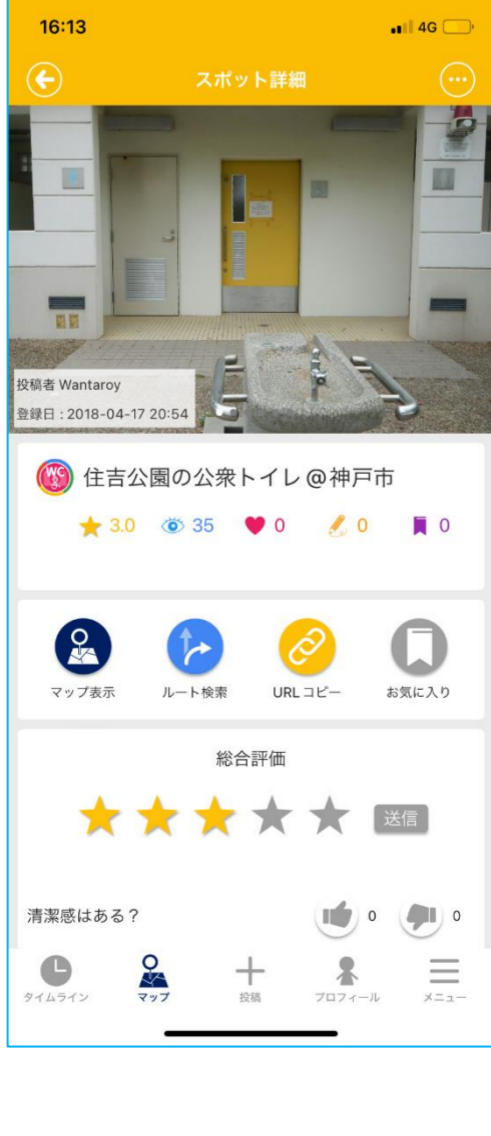 16:13
4G
スポット詳細
投稿者 Wantaroy
登録日 : 2018-04-17 20:54
WC
住吉公園の公衆トイレ@神戸市
3.0 35 0 0 0
マップ表示 ルート検索 URLコピー お気に入り
総合評価
送信
清潔感はある？ 0 0
タイムライン マップ 投稿 プロフィール メニュー